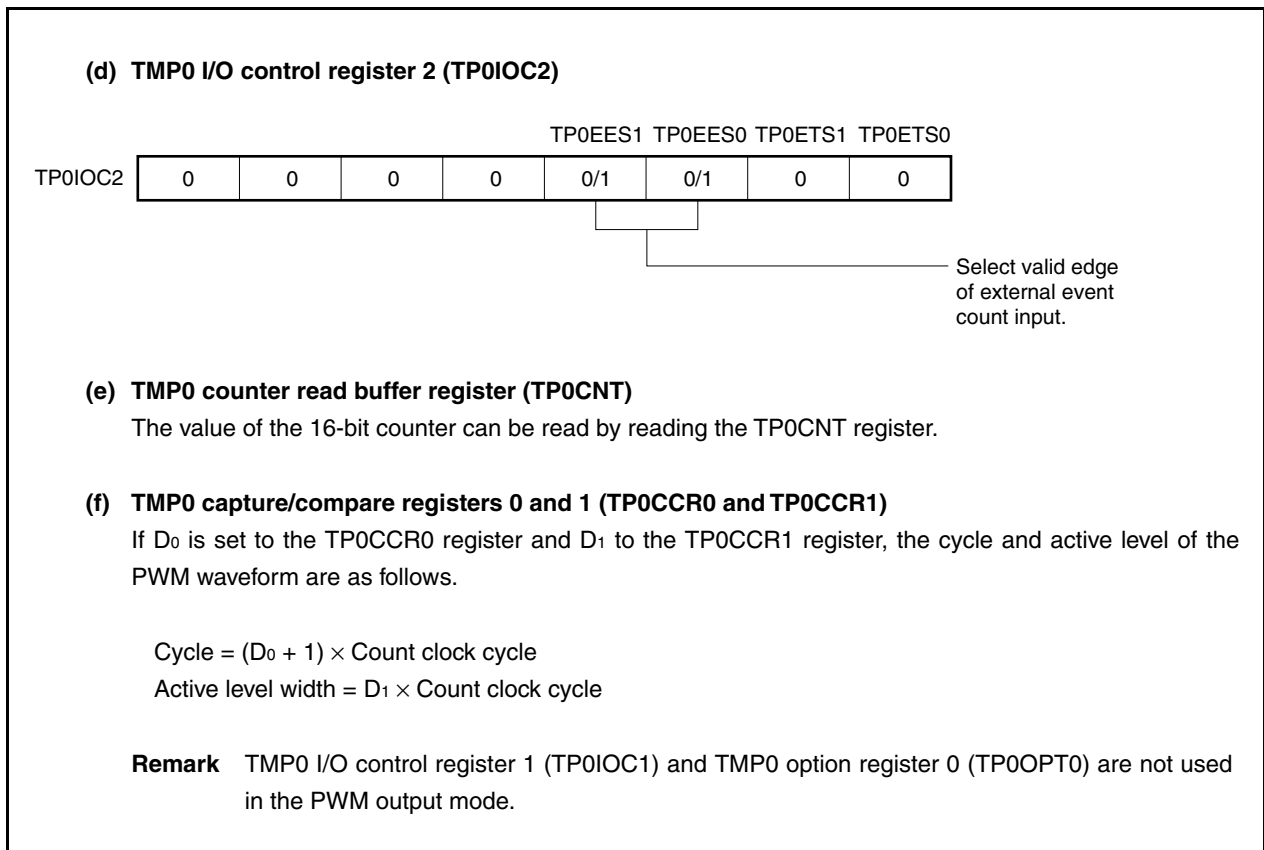 (d) TMP0 I/O control register 2 (TP0IOC2)
TP0EES1 TP0EES0 TP0ETS1 TP0ETS0
TP0IOC2 0 0 0 0 0/1 0/1 0 0
Select valid edge
of external event
count input.
(e) TMP0 counter read buffer register (TP0CNT)
The value of the 16-bit counter can be read by reading the TP0CNT register.
(f) TMP0 capture/compare registers 0 and 1 (TP0CCR0 and TP0CCR1)
If D0 is set to the TP0CCR0 register and D1 to the TP0CCR1 register, the cycle and active level of the
PWM waveform are as follows.
Cycle = (D0 + 1) × Count clock cycle
Active level width = D1 × Count clock cycle
Remark TMP0 I/O control register 1 (TP0IOC1) and TMP0 option register 0 (TP0OPT0) are not used
in the PWM output mode.